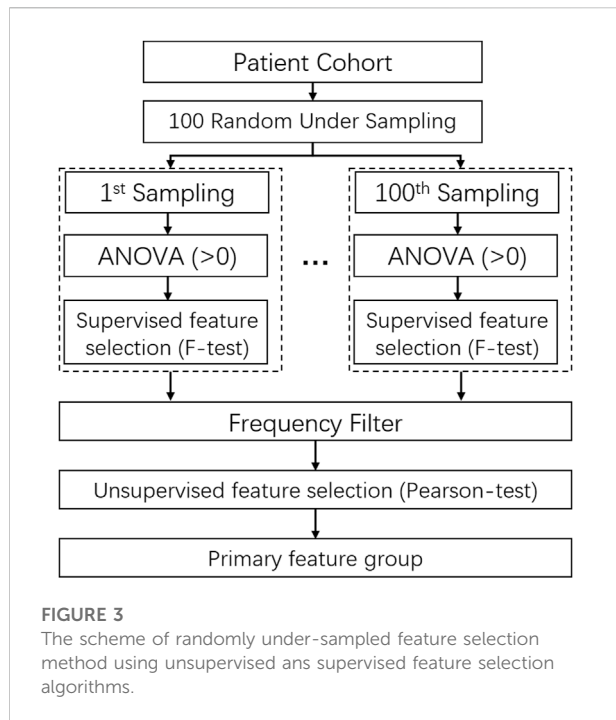 Patient Cohort
100 Random Under Sampling
1st Sampling
100th Sampling
ANOVA (>0)
...
ANOVA (>0)
Supervised feature
selection (F-test)
Supervised feature
selection (F-test)
Frequency Filter
Unsupervised feature selection (Pearson-test)
Primary feature group
FIGURE 3
The scheme of randomly under-sampled feature selection
method using unsupervised ans supervised feature selection
algorithms.